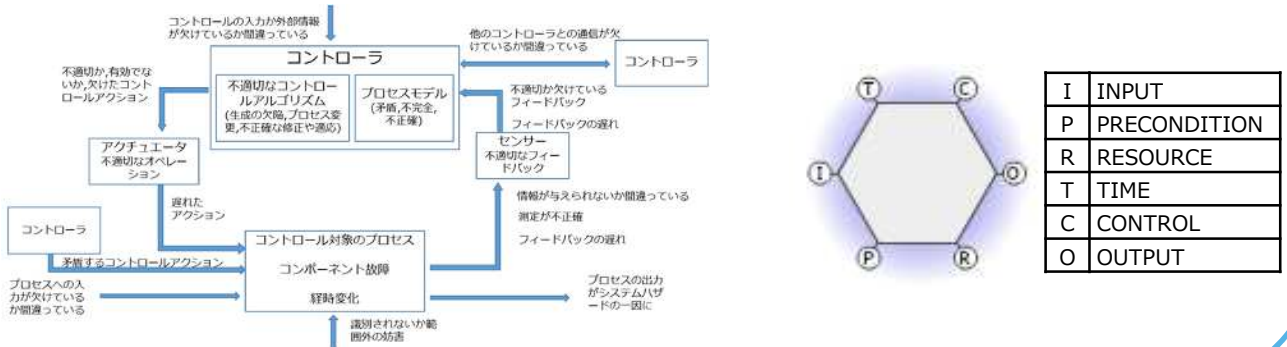 コントロールの入力か外部情報
が欠けているか間違っている
コントローラ
不適切なコントロー
ルアルゴリズム
(生成の欠陥,プロセス変
更,不正確な修正や適応)
プロセスモデル
(矛盾,不完全,
不正確)
他のコントローラとの通信が欠
けているか間違っている
コントローラ
不適切か,有効でな
いか,欠けたコント
ロールアクション
不適切か欠けている
フィードバック
フィードバックの遅れ
アクチュエータ
不適切なオペレー
ション
センサー
不適切なフィー
ドバック
遅れた
アクション
情報が与えられないか間違っている
測定が不正確
フィードバックの遅れ
コントローラ
矛盾するコントロールアクション
コントロール対象のプロセス
コンポーネント故障
経時変化
プロセスへの入
力が欠けている
か間違っている
プロセスの出力
がシステムハザ
ードの一因に
識別されないか範
囲外の妨害
T
C
I
O
P
R
I INPUT
P PRECONDITION
R RESOURCE
T TIME
C CONTROL
O OUTPUT